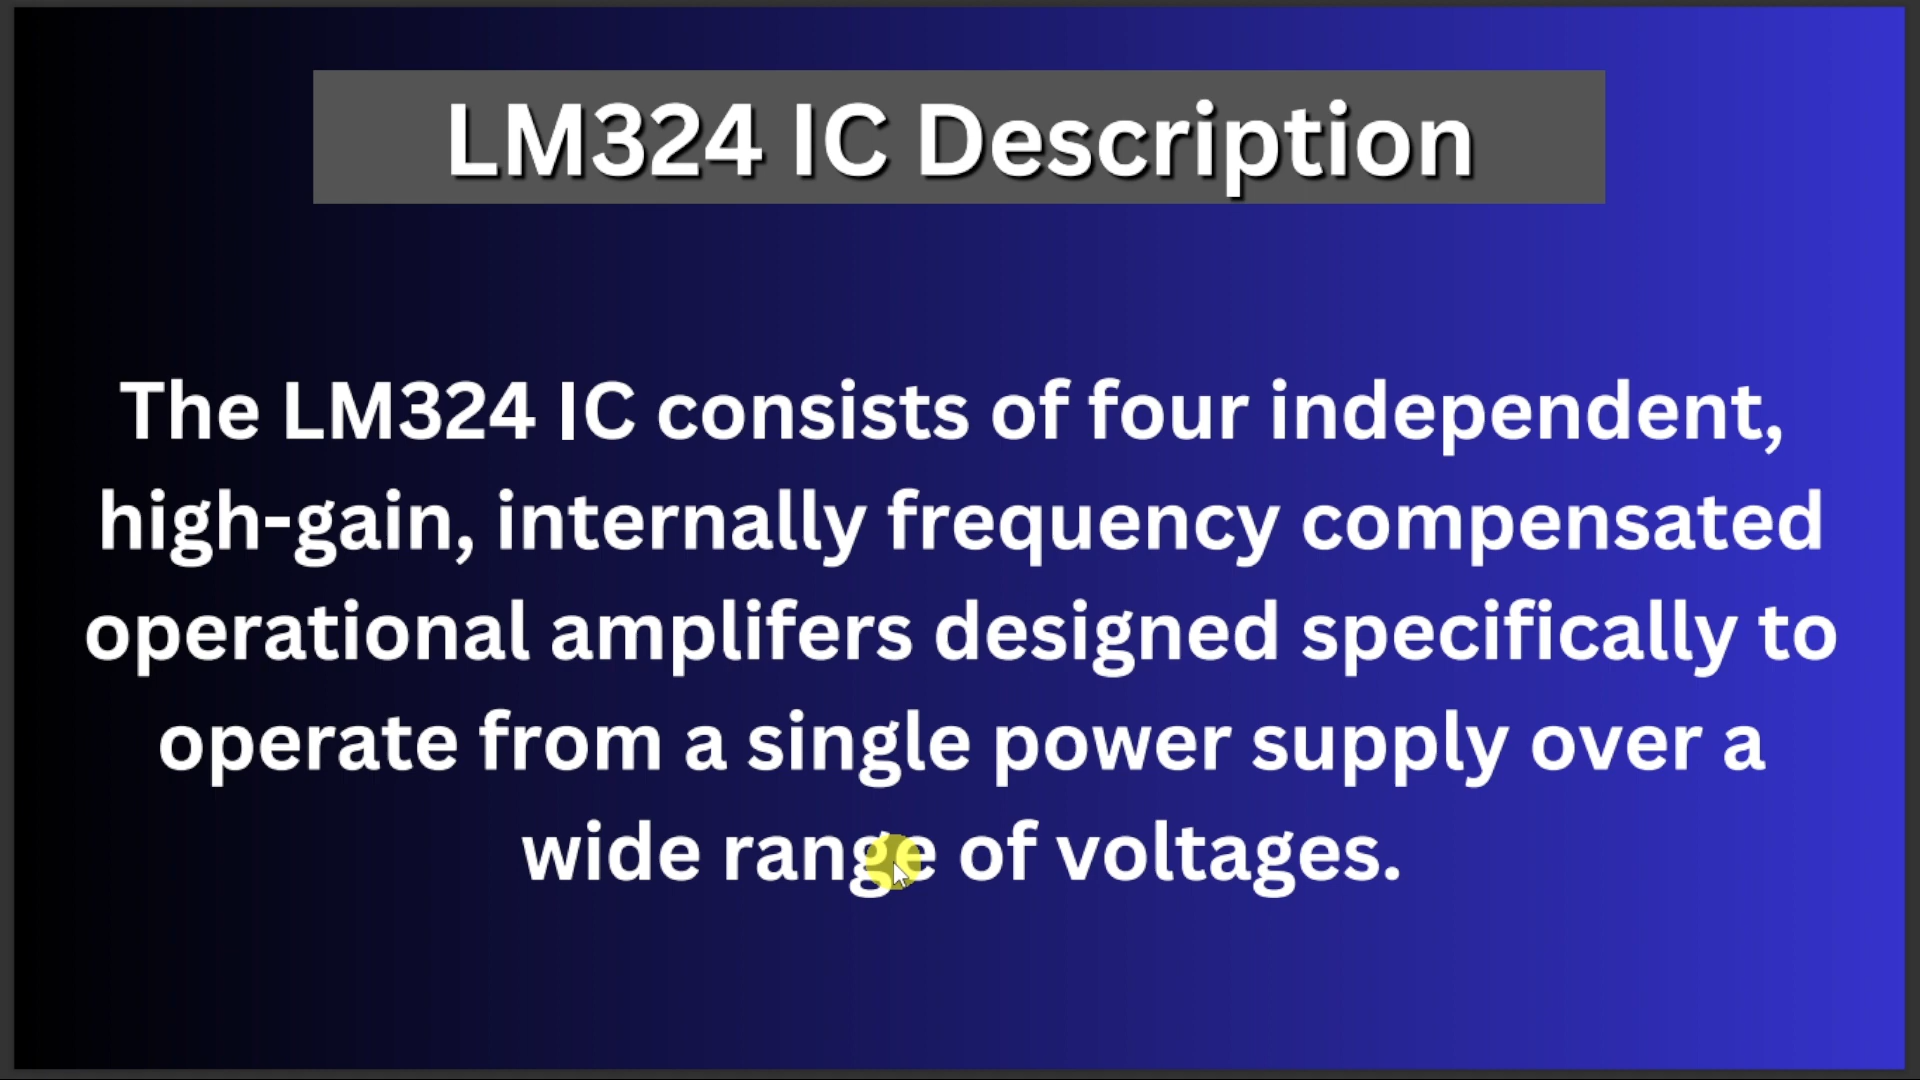 LM324 IC Description
The LM324 IC consists of four independent,
high-gain, internally frequency compensated
operational amplifers designed specifically to
operate from a single power supply over a
wide range of voltages.